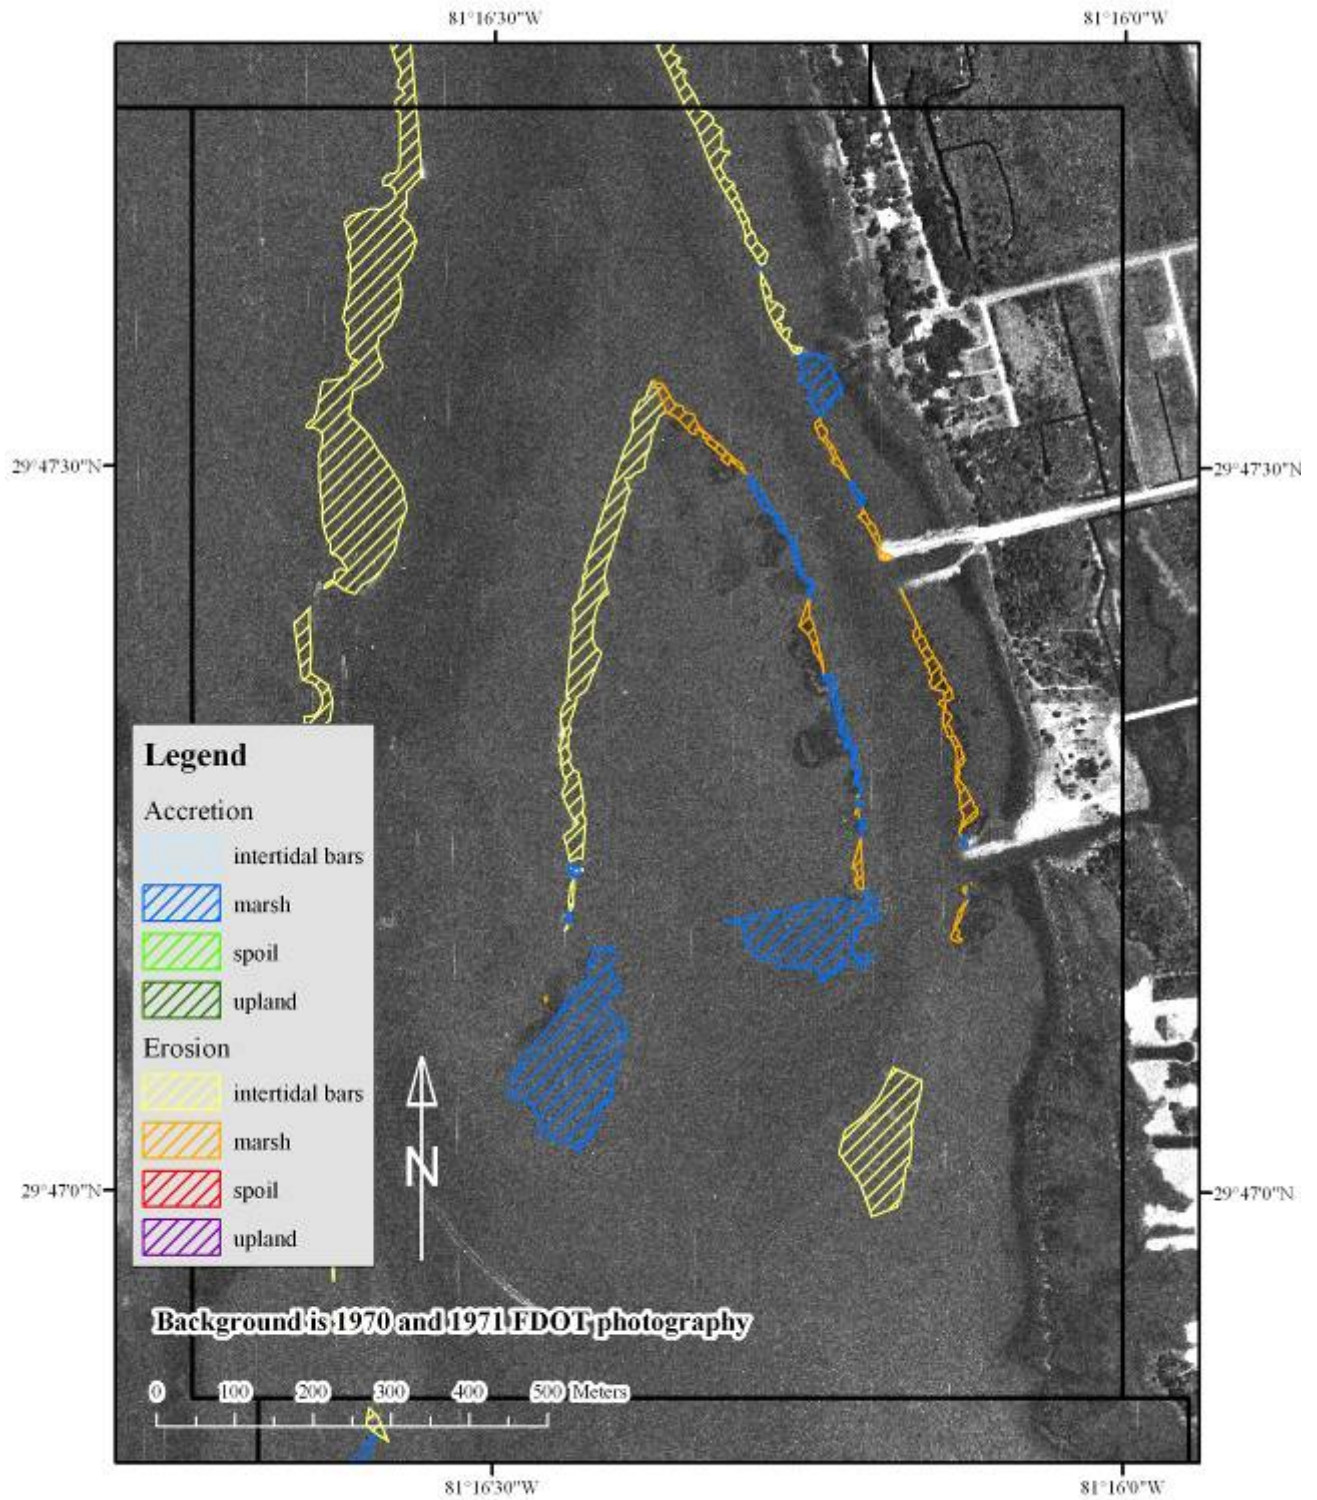 81°16'30"W
81°16'0"W
29°47'30"N
29°47'30"N
Legend
Accretion
intertidal bars
marsh
spoil
upland
Erosion
intertidal bars
marsh
spoil
upland
N
29°47'0"N
29°47'0"N
Background is 1970 and 1971 FDOT photography
0 100 200 300 400 500 Meters
81°16'30"W
81°16'0"W